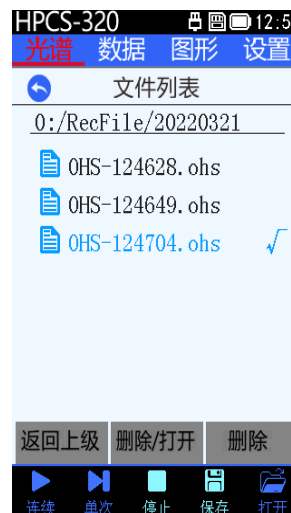 HPCS-320 12:5
光谱 数据 图形 设置
文件列表
0:/RecFile/20220321
OHS-124628.ohs
OHS-124649.ohs
OHS-124704.ohs √
返回上级 删除/打开 删除
连续 单次 停止 保存 打开